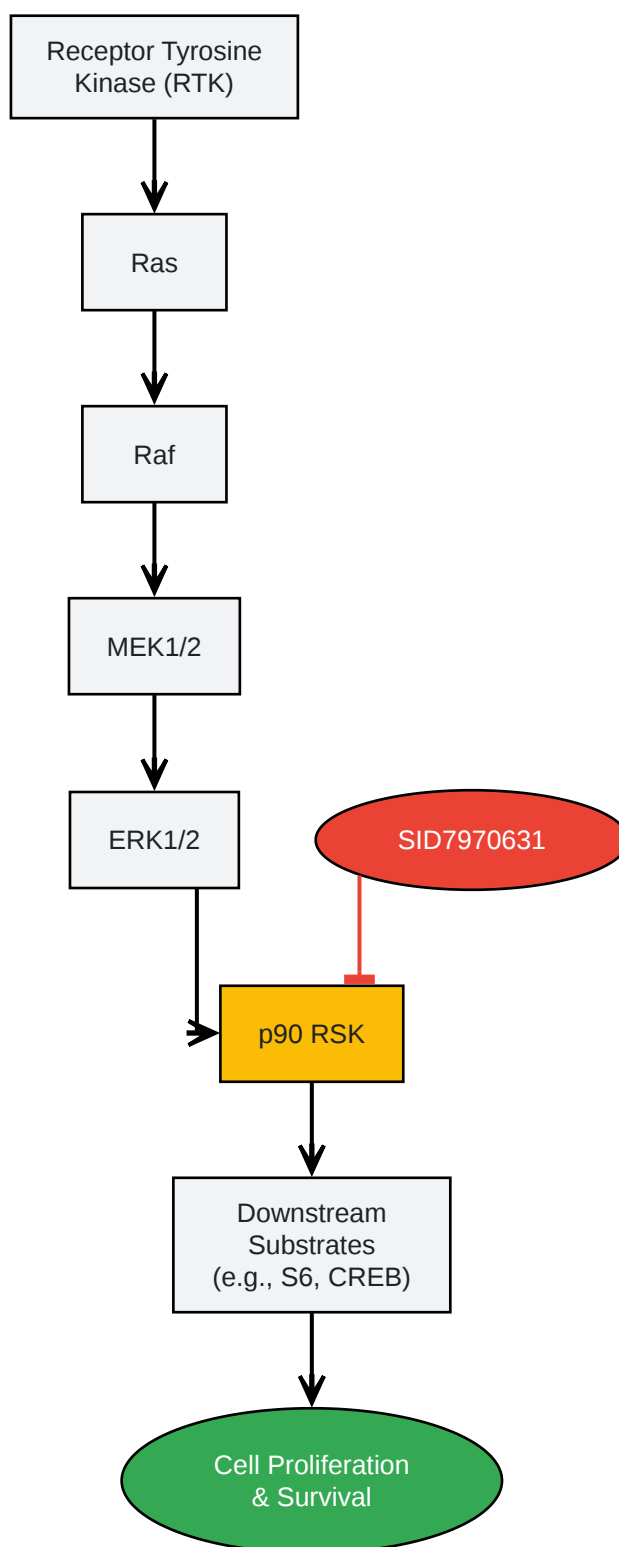 Receptor Tyrosine
Kinase (RTK)
Ras
Raf
MEK1/2
ERK1/2
SID7970631
p90 RSK
Downstream
Substrates
(e.g., S6, CREB)
Cell Proliferation
& Survival